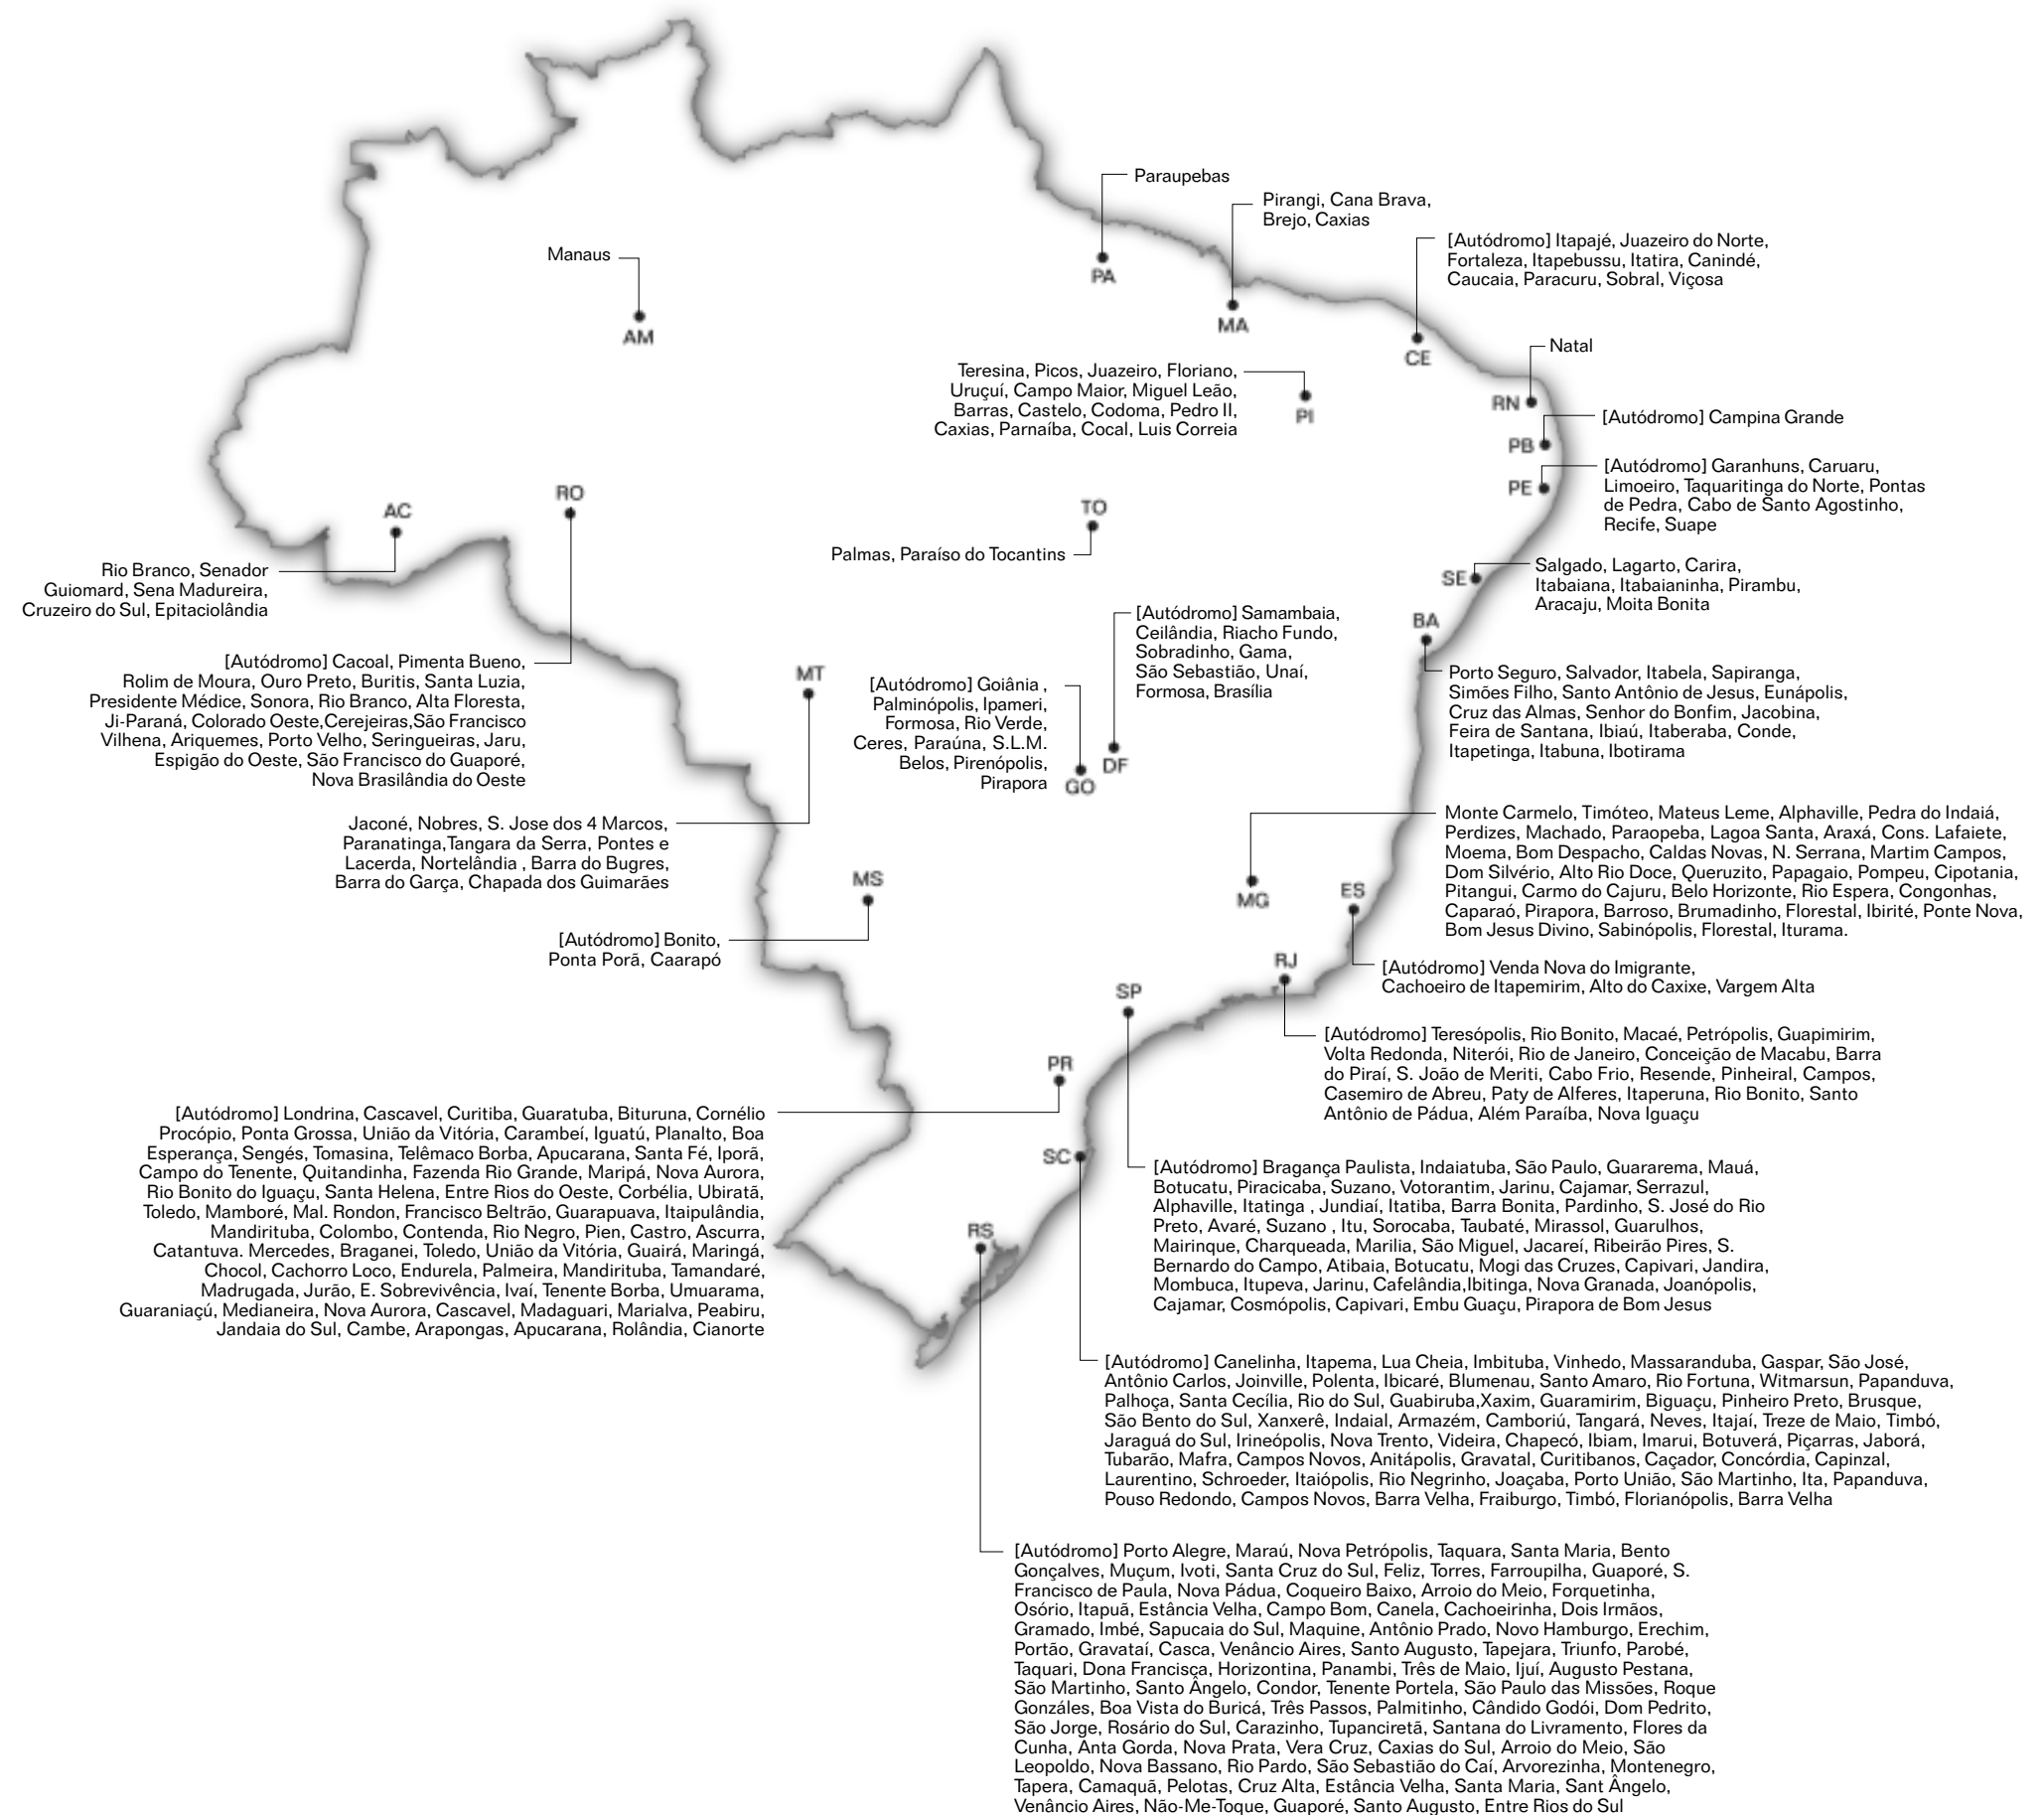 Paraupebas
PA
Pirangi, Cana Brava,
Brejo, Caxias
MA
[Autódromo] Itapajé, Juazeiro do Norte,
Fortaleza, Itapebussu, Itatira, Canindé,
Caucaia, Paracuru, Sobral, Viçosa
CE
Manaus
AM
Natal
RN
Teresina, Picos, Juazeiro, Floriano,
Uruçuí, Campo Maior, Miguel Leão,
Barras, Castelo, Codoma, Pedro II,
Caxias, Parnaíba, Cocal, Luis Correia
PI
[Autódromo] Campina Grande
PB
[Autódromo] Garanhuns, Caruaru,
Limoeiro, Taquaritinga do Norte, Pontas
de Pedra, Cabo de Santo Agostinho,
Recife, Suape
PE
AC
Rio Branco, Senador
Guiomard, Sena Madureira,
Cruzeiro do Sul, Epitaciolândia
RO
[Autódromo] Cacoal, Pimenta Bueno,
Rolim de Moura, Ouro Preto, Buritis, Santa Luzia,
Presidente Médice, Sonora, Rio Branco, Alta Floresta,
Ji-Paraná, Colorado Oeste,Cerejeiras,São Francisco
Vilhena, Ariquemes, Porto Velho, Seringueiras, Jaru,
Espigão do Oeste, São Francisco do Guaporé,
Nova Brasilândia do Oeste
TO
Palmas, Paraíso do Tocantins
SE
Salgado, Lagarto, Carira,
Itabaiana, Itabaianinha, Pirambu,
Aracaju, Moita Bonita
BA
Porto Seguro, Salvador, Itabela, Sapiranga,
Simões Filho, Santo Antônio de Jesus, Eunápolis,
Cruz das Almas, Senhor do Bonfim, Jacobina,
Feira de Santana, Ibiaú, Itaberaba, Conde,
Itapetinga, Itabuna, Ibotirama
[Autódromo] Samambaia,
Ceilândia, Riacho Fundo,
Sobradinho, Gama,
São Sebastião, Unaí,
Formosa, Brasília
DF
[Autódromo] Goiânia ,
Palminópolis, Ipameri,
Formosa, Rio Verde,
Ceres, Paraúna, S.L.M.
Belos, Pirenópolis,
Pirapora
GO
MT
Jaconé, Nobres, S. Jose dos 4 Marcos,
Paranatinga,Tangara da Serra, Pontes e
Lacerda, Nortelândia , Barra do Bugres,
Barra do Garça, Chapada dos Guimarães
MS
[Autódromo] Bonito,
Ponta Porã, Caarapó
Monte Carmelo, Timóteo, Mateus Leme, Alphaville, Pedra do Indaiá,
Perdizes, Machado, Paraopeba, Lagoa Santa, Araxá, Cons. Lafaiete,
Moema, Bom Despacho, Caldas Novas, N. Serrana, Martim Campos,
Dom Silvério, Alto Rio Doce, Queruzito, Papagaio, Pompeu, Cipotania,
Pitangui, Carmo do Cajuru, Belo Horizonte, Rio Espera, Congonhas,
Caparaó, Pirapora, Barroso, Brumadinho, Florestal, Ibirité, Ponte Nova,
Bom Jesus Divino, Sabinópolis, Florestal, Iturama.
MG
ES
[Autódromo] Venda Nova do Imigrante,
Cachoeiro de Itapemirim, Alto do Caxixe, Vargem Alta
RJ
[Autódromo] Teresópolis, Rio Bonito, Macaé, Petrópolis, Guapimirim,
Volta Redonda, Niterói, Rio de Janeiro, Conceição de Macabu, Barra
do Piraí, S. João de Meriti, Cabo Frio, Resende, Pinheiral, Campos,
Casemiro de Abreu, Paty de Alferes, Itaperuna, Rio Bonito, Santo
Antônio de Pádua, Além Paraíba, Nova Iguaçu
SP
[Autódromo] Bragança Paulista, Indaiatuba, São Paulo, Guararema, Mauá,
Botucatu, Piracicaba, Suzano, Votorantim, Jarinu, Cajamar, Serrazul,
Alphaville, Itatinga , Jundiaí, Itatiba, Barra Bonita, Pardinho, S. José do Rio
Preto, Avaré, Suzano , Itu, Sorocaba, Taubaté, Mirassol, Guarulhos,
Mairinque, Charqueada, Marilia, São Miguel, Jacareí, Ribeirão Pires, S.
Bernardo do Campo, Atibaia, Botucatu, Mogi das Cruzes, Capivari, Jandira,
Mombuca, Itupeva, Jarinu, Cafelândia,Ibitinga, Nova Granada, Joanópolis,
Cajamar, Cosmópolis, Capivari, Embu Guaçu, Pirapora de Bom Jesus
PR
[Autódromo] Londrina, Cascavel, Curitiba, Guaratuba, Bituruna, Cornélio
Procópio, Ponta Grossa, União da Vitória, Carambeí, Iguatú, Planalto, Boa
Esperança, Sengés, Tomasina, Telêmaco Borba, Apucarana, Santa Fé, Iporã,
Campo do Tenente, Quitandinha, Fazenda Rio Grande, Maripá, Nova Aurora,
Rio Bonito do Iguaçu, Santa Helena, Entre Rios do Oeste, Corbélia, Ubiratã,
Toledo, Mamboré, Mal. Rondon, Francisco Beltrão, Guarapuava, Itaipulândia,
Mandirituba, Colombo, Contenda, Rio Negro, Pien, Castro, Ascurra,
Catantuva. Mercedes, Braganei, Toledo, União da Vitória, Guairá, Maringá,
Chocol, Cachorro Loco, Endurela, Palmeira, Mandirituba, Tamandaré,
Madrugada, Jurão, E. Sobrevivência, Ivaí, Tenente Borba, Umuarama,
Guaraniaçú, Medianeira, Nova Aurora, Cascavel, Madaguari, Marialva, Peabiru,
Jandaia do Sul, Cambe, Arapongas, Apucarana, Rolândia, Cianorte
SC
[Autódromo] Canelinha, Itapema, Lua Cheia, Imbituba, Vinhedo, Massaranduba, Gaspar, São José,
Antônio Carlos, Joinville, Polenta, Ibicaré, Blumenau, Santo Amaro, Rio Fortuna, Witmarsun, Papanduva,
Palhoça, Santa Cecília, Rio do Sul, Guabiruba,Xaxim, Guaramirim, Biguaçu, Pinheiro Preto, Brusque,
São Bento do Sul, Xanxerê, Indaial, Armazém, Camboriú, Tangará, Neves, Itajaí, Treze de Maio, Timbó,
Jaraguá do Sul, Irineópolis, Nova Trento, Videira, Chapecó, Ibiam, Imarui, Botuverá, Piçarras, Jaborá,
Tubarão, Mafra, Campos Novos, Anitápolis, Gravatal, Curitibanos, Caçador, Concórdia, Capinzal,
Laurentino, Schroeder, Itaiópolis, Rio Negrinho, Joaçaba, Porto União, São Martinho, Ita, Papanduva,
Pouso Redondo, Campos Novos, Barra Velha, Fraiburgo, Timbó, Florianópolis, Barra Velha
RS
[Autódromo] Porto Alegre, Maraú, Nova Petrópolis, Taquara, Santa Maria, Bento
Gonçalves, Muçum, Ivoti, Santa Cruz do Sul, Feliz, Torres, Farroupilha, Guaporé, S.
Francisco de Paula, Nova Pádua, Coqueiro Baixo, Arroio do Meio, Forquetinha,
Osório, Itapuã, Estância Velha, Campo Bom, Canela, Cachoeirinha, Dois Irmãos,
Gramado, Imbé, Sapucaia do Sul, Maquine, Antônio Prado, Novo Hamburgo, Erechim,
Portão, Gravataí, Casca, Venâncio Aires, Santo Augusto, Tapejara, Triunfo, Parobé,
Taquari, Dona Francisca, Horizontina, Panambi, Três de Maio, Ijuí, Augusto Pestana,
São Martinho, Santo Ângelo, Condor, Tenente Portela, São Paulo das Missões, Roque
Gonzáles, Boa Vista do Buricá, Três Passos, Palmitinho, Cândido Godói, Dom Pedrito,
São Jorge, Rosário do Sul, Carazinho, Tupanciretã, Santana do Livramento, Flores da
Cunha, Anta Gorda, Nova Prata, Vera Cruz, Caxias do Sul, Arroio do Meio, São
Leopoldo, Nova Bassano, Rio Pardo, São Sebastião do Caí, Arvorezinha, Montenegro,
Tapera, Camaquã, Pelotas, Cruz Alta, Estância Velha, Santa Maria, Sant Ângelo,
Venâncio Aires, Não-Me-Toque, Guaporé, Santo Augusto, Entre Rios do Sul